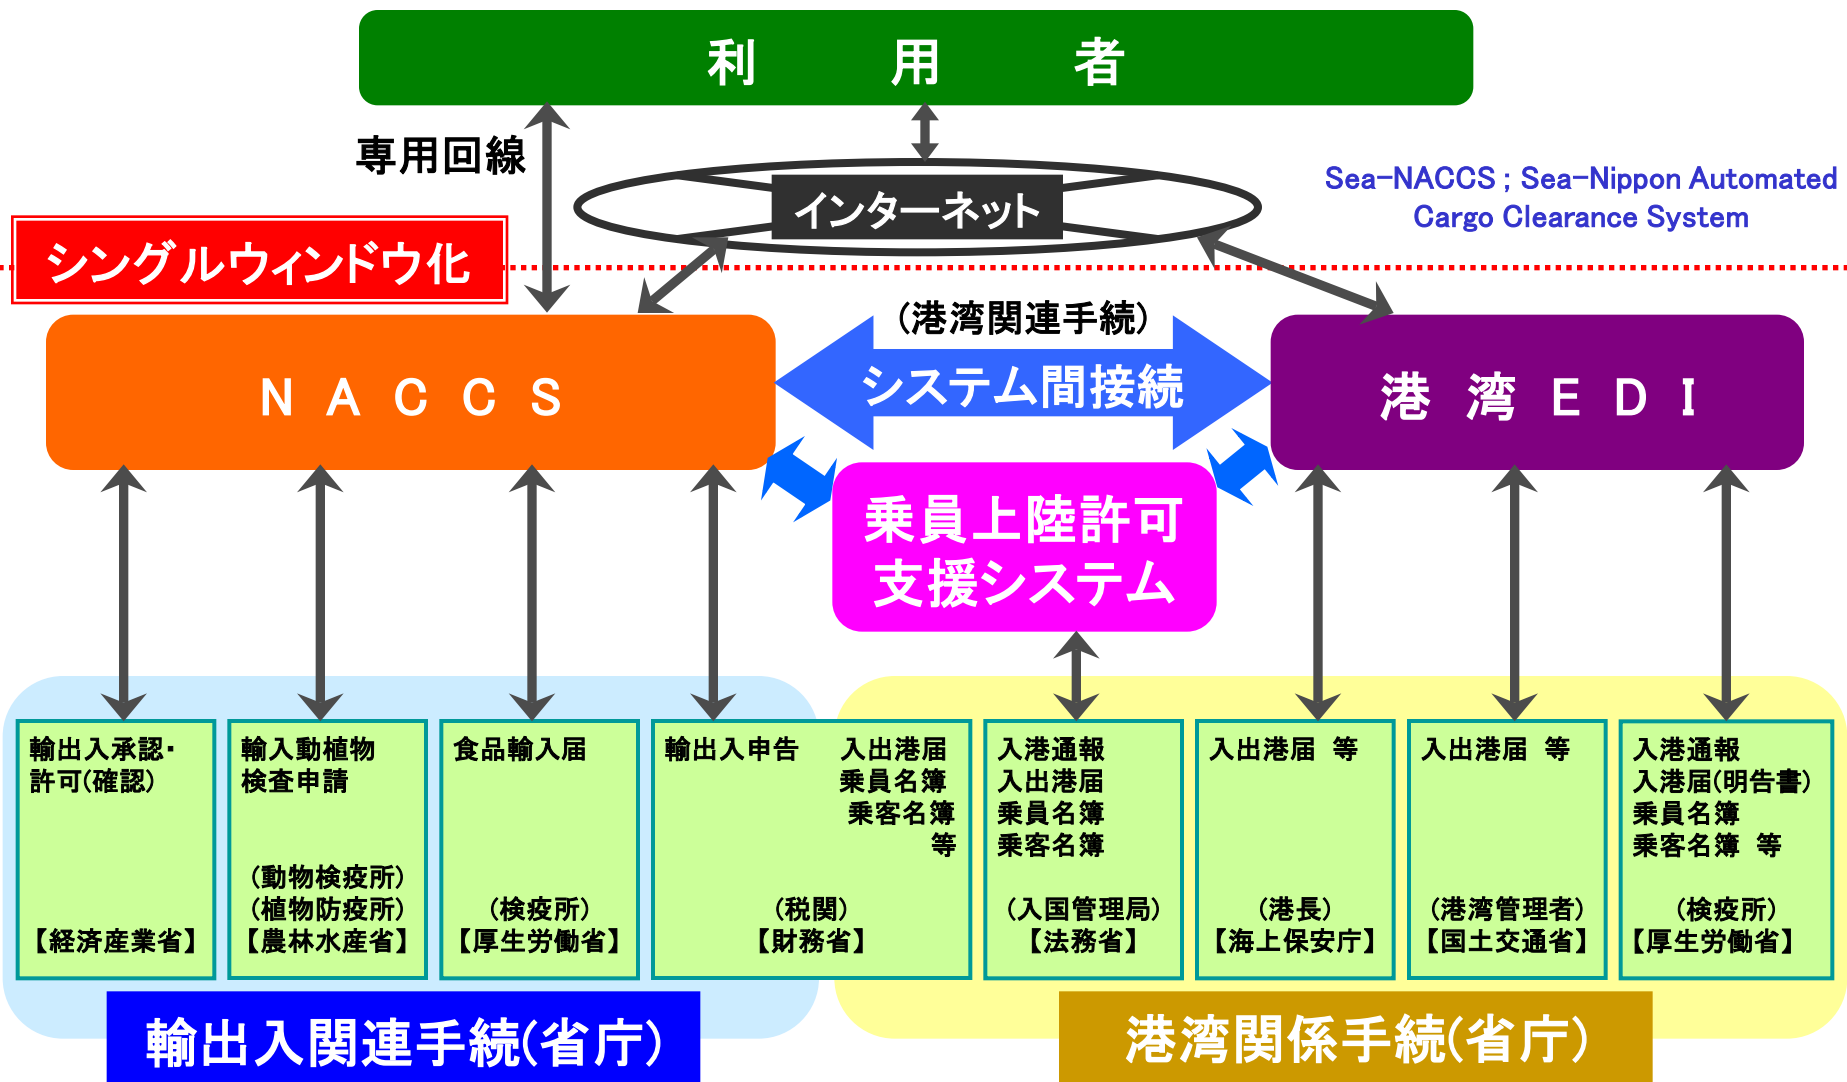 利用者
専用回線
インターネット
Sea-NACCS ; Sea-Nippon Automated
Cargo Clearance System
シングルウィンドウ化
(港湾関連手続)
システム間接続
NACCS
港湾EDI
乗員上陸許可
支援システム
輸出入承認・
許可(確認)
【経済産業省】
輸入動植物
検査申請
(動物検疫所)
(植物防疫所)
【農林水産省】
食品輸入届
(検疫所)
【厚生労働省】
輸出入申告 入出港届
乗員名簿
乗客名簿
等
(税関)
【財務省】
入港通報
入出港届
乗員名簿
乗客名簿
(入国管理局)
【法務省】
入出港届 等
(港長)
【海上保安庁】
入出港届 等
(港湾管理者)
【国土交通省】
入港通報
入港届(明告書)
乗員名簿
乗客名簿 等
(検疫所)
【厚生労働省】
輸出入関連手続(省庁)
港湾関係手続(省庁)